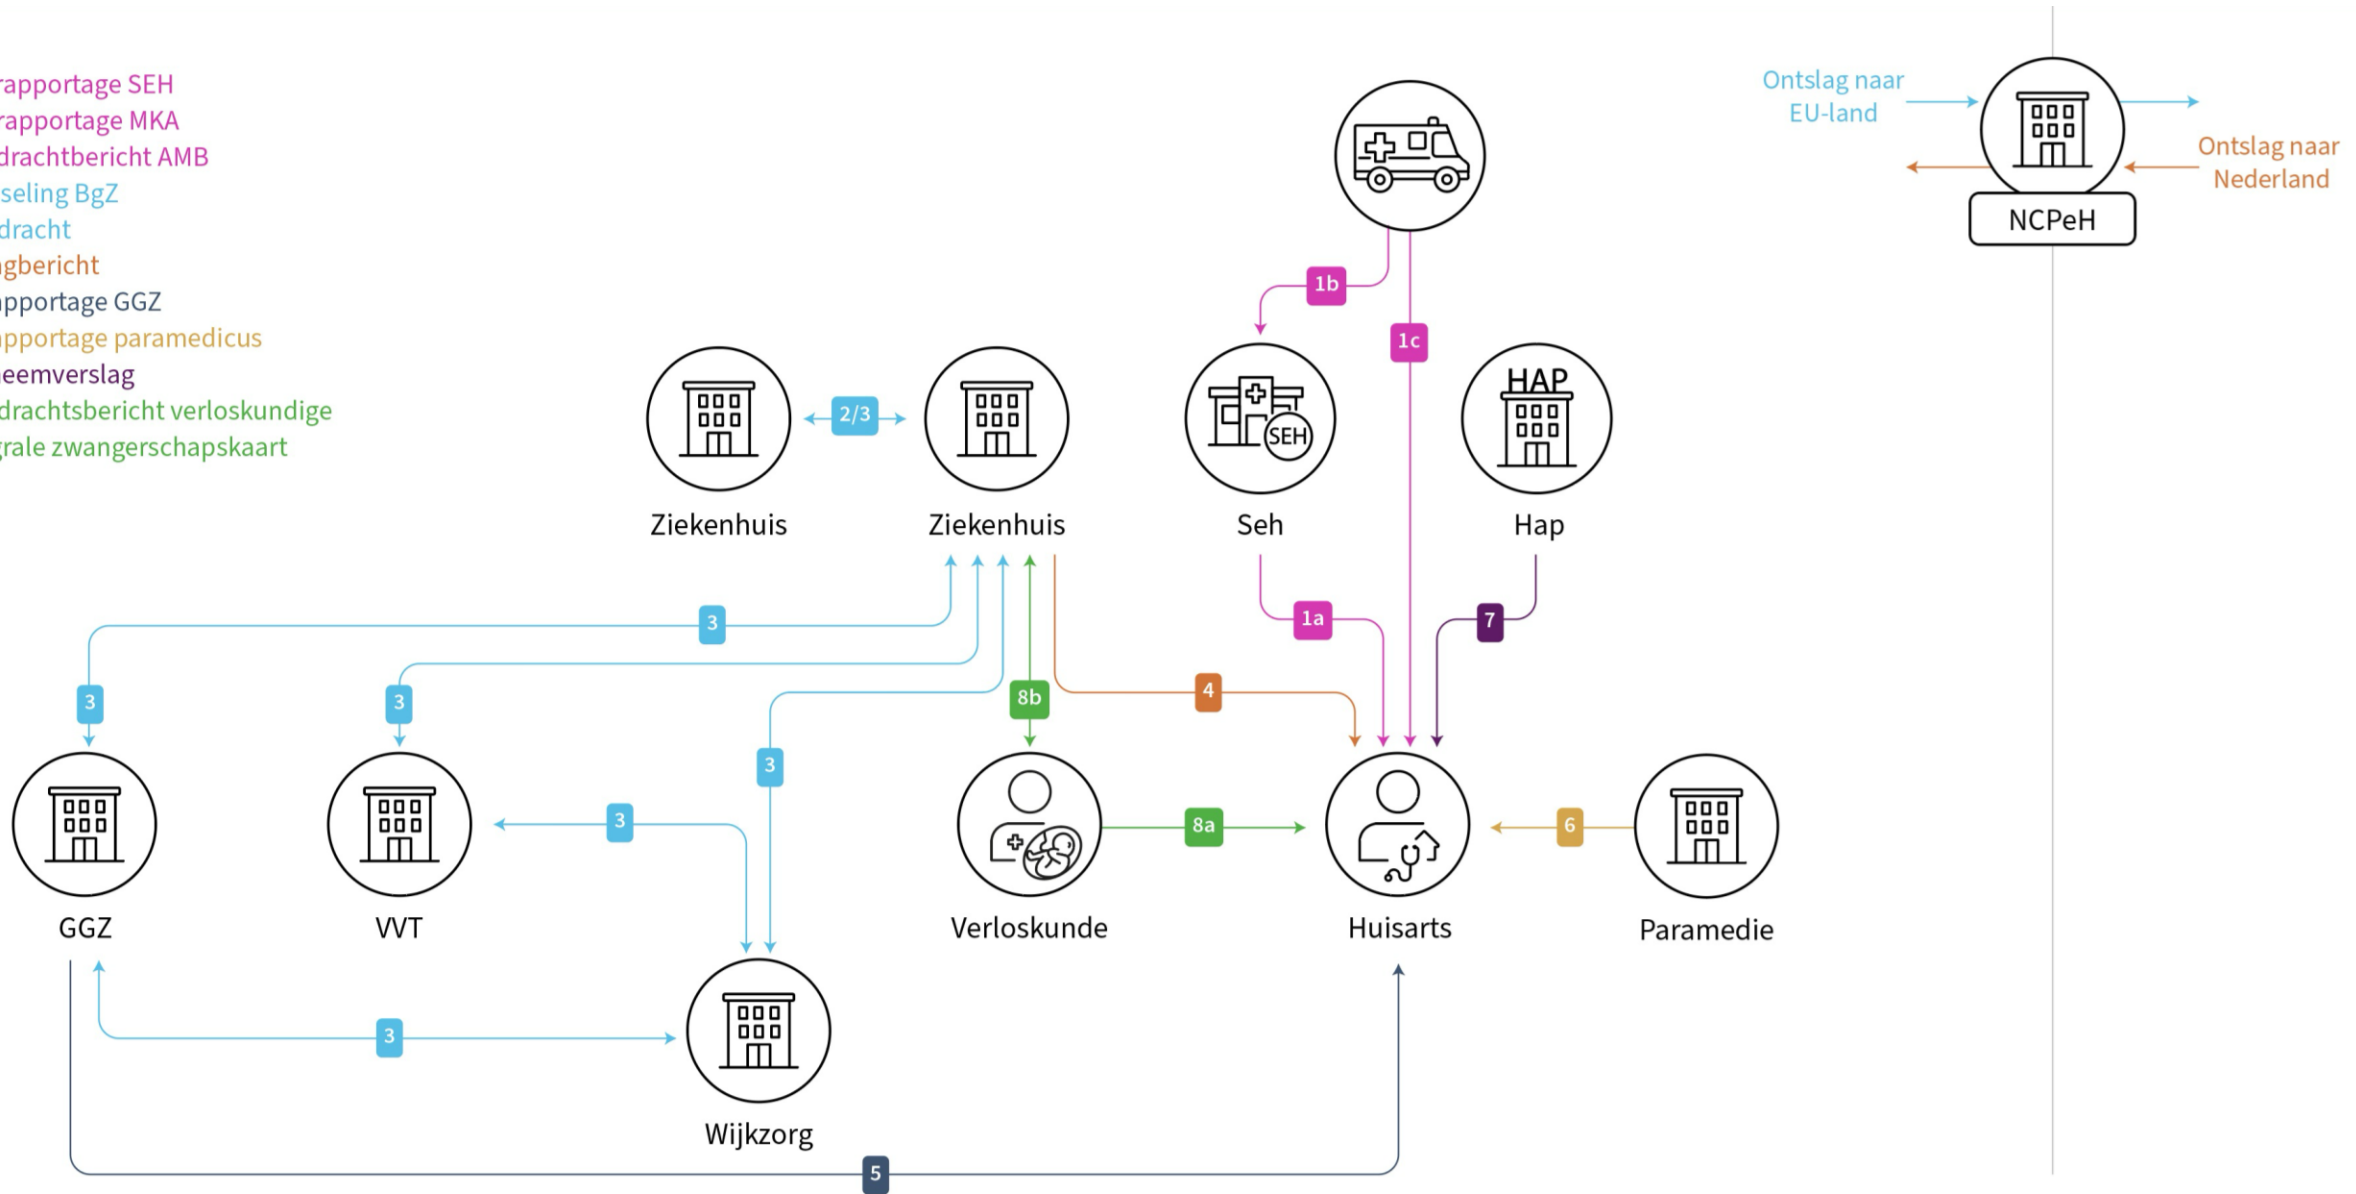 rapportage SEH
rapportage MKA
drachtbericht AMB
seling BgZ
dracht
gbericht
pportage GGZ
pportage paramedicus
eemverslag
drachtsbericht verloskundige
grale zwangerschapskaart
Ontslag naar
EU-land
Ontslag naar
Nederland
NCPeH
1b
1c
HAP
2/3
SEH
Ziekenhuis
Ziekenhuis
Seh
Hap
3
1a
7
3
3
8b
4
3
3
8a
6
GGZ
VVT
Verloskunde
Huisarts
Paramedie
3
Wijkzorg
5